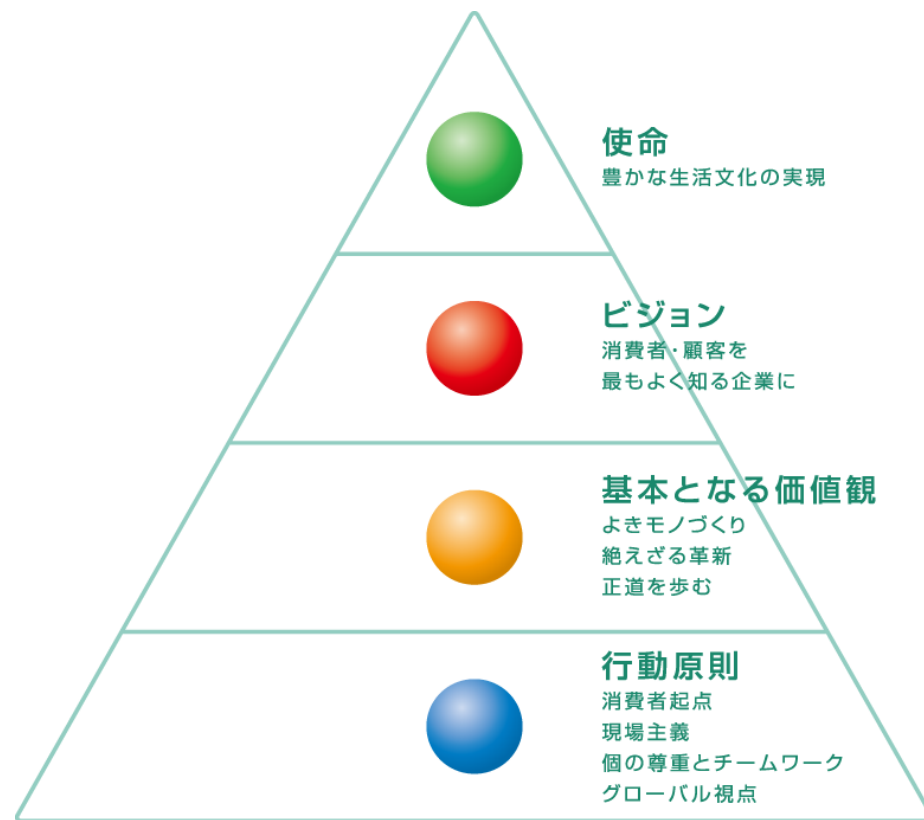 使命
豊かな生活文化の実現
ビジョン
消費者・顧客を
最もよく知る企業に
基本となる価値観
よきモノづくり
絶えざる革新
正道を歩む
行動原則
消費者起点
現場主義
個の尊重とチームワーク
グローバル視点